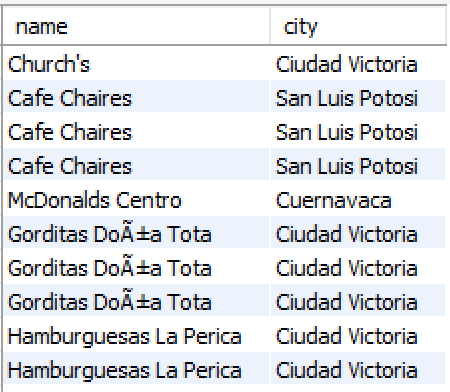 name city
Church's Ciudad Victoria
Cafe Chaires San Luis Potosi
Cafe Chaires San Luis Potosi
Cafe Chaires San Luis Potosi
McDonalds Centro Cuernavaca
Gorditas DoÃ±a Tota Ciudad Victoria
Gorditas DoÃ±a Tota Ciudad Victoria
Gorditas DoÃ±a Tota Ciudad Victoria
Hamburguesas La Perica Ciudad Victoria
Hamburguesas La Perica Ciudad Victoria